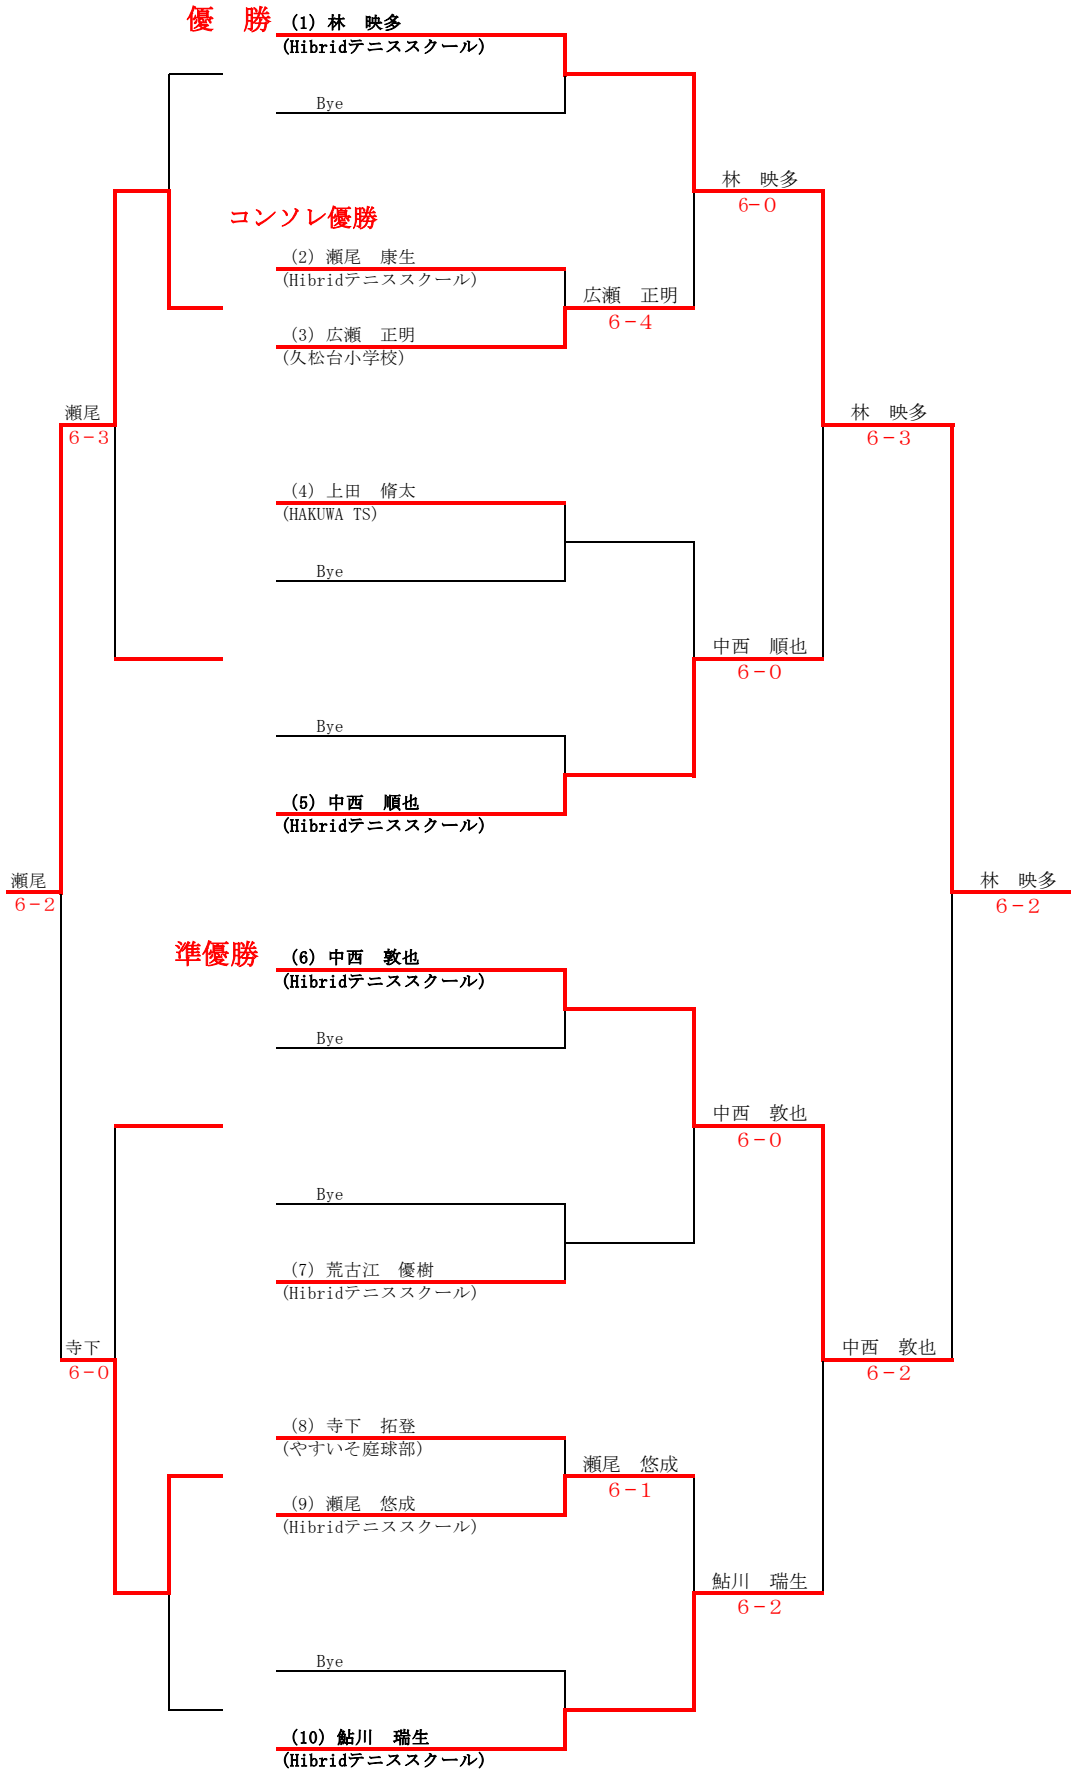 優　勝
(1) 林　映多
(Hibridテニススクール)
Bye
林　映多
6-0
コンソレ優勝
(2) 瀬尾　康生
(Hibridテニススクール)
広瀬　正明
6-4
(3) 広瀬　正明
(久松台小学校)
瀬尾
6-3
林　映多
6-3
(4) 上田　脩太
(HAKUWA TS)
Bye
中西　順也
6-0
Bye
(5) 中西　順也
(Hibridテニススクール)
瀬尾
6-2
林　映多
6-2
準優勝
(6) 中西　敦也
(Hibridテニススクール)
Bye
中西　敦也
6-0
Bye
(7) 荒古江　優樹
(Hibridテニススクール)
寺下
6-0
中西　敦也
6-2
(8) 寺下　拓登
(やすいそ庭球部)
瀬尾　悠成
6-1
(9) 瀬尾　悠成
(Hibridテニススクール)
鮎川　瑞生
6-2
Bye
(10) 鮎川　瑞生
(Hibridテニススクール)